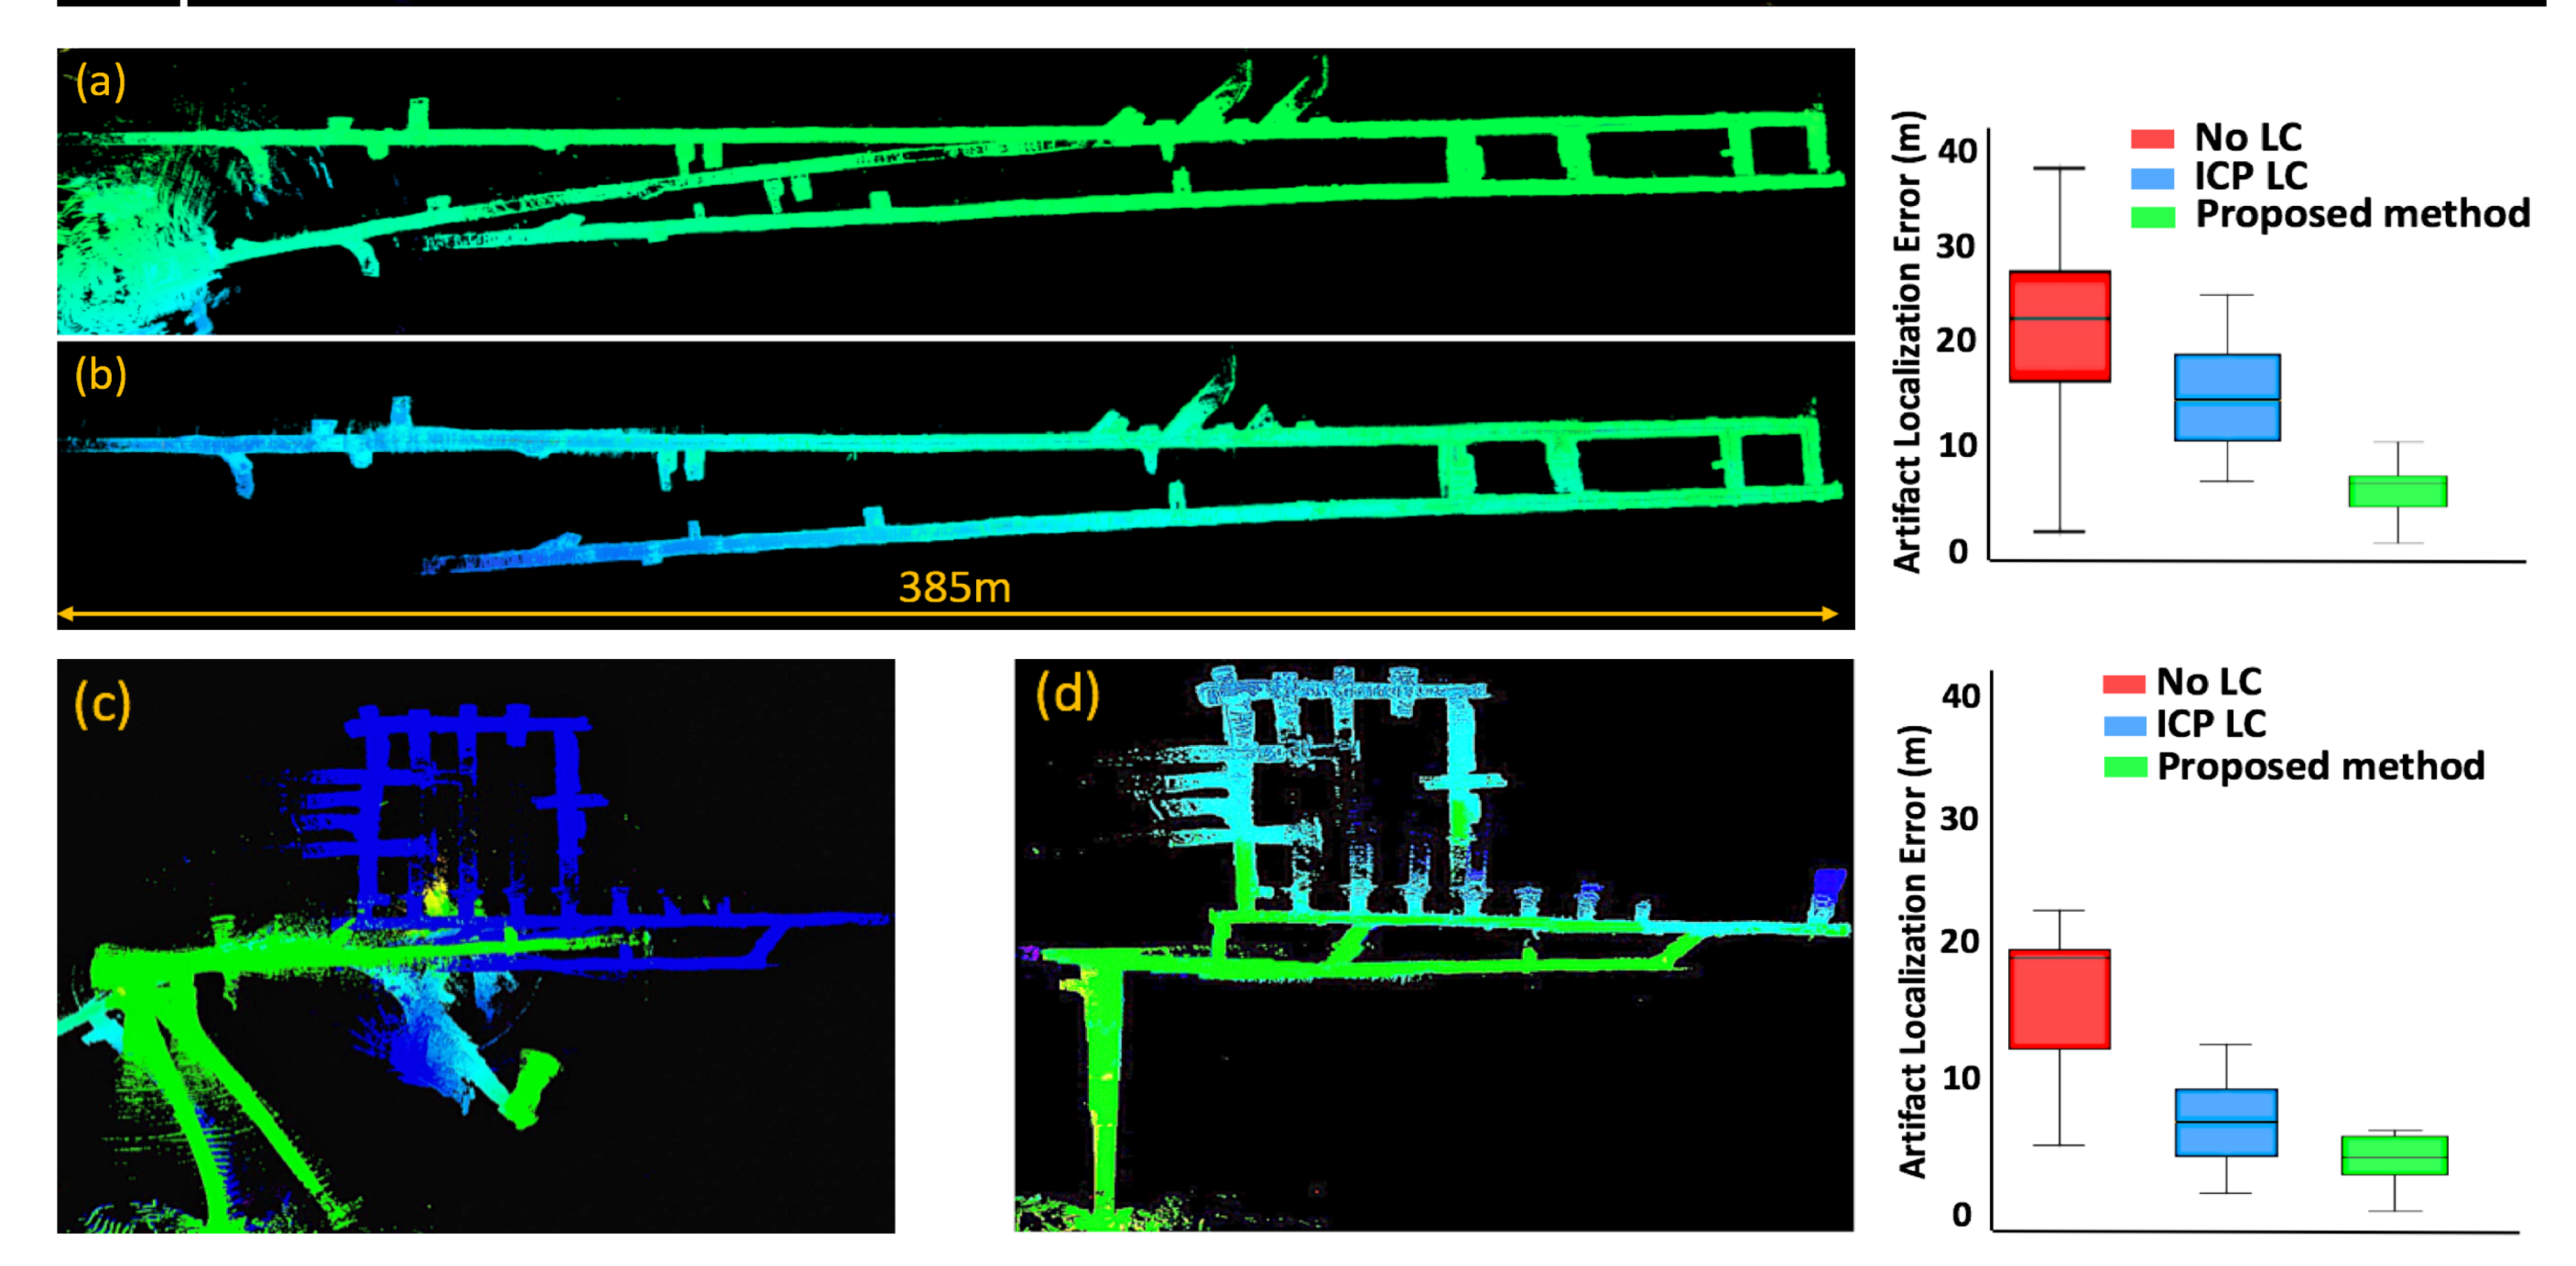 (a)
(b)
385m
Artifact Localization Error (m)
40
30
20
10
0
No LC
ICP LC
Proposed method
(c)
(d)
Artifact Localization Error (m)
40
30
20
10
0
No LC
ICP LC
Proposed method